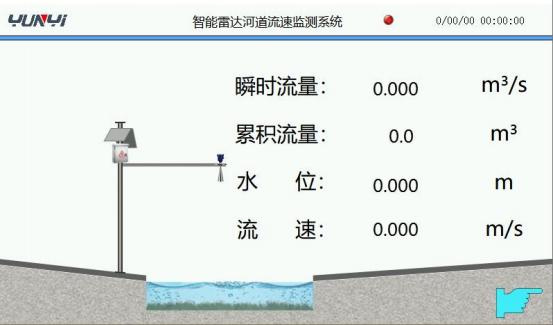 YUNYI
智能雷达河道流速监测系统
0/00/00 00:00:00
瞬时流量： 0.000 m³/s
累积流量： 0.0 m³
水 位： 0.000 m
流 速： 0.000 m/s